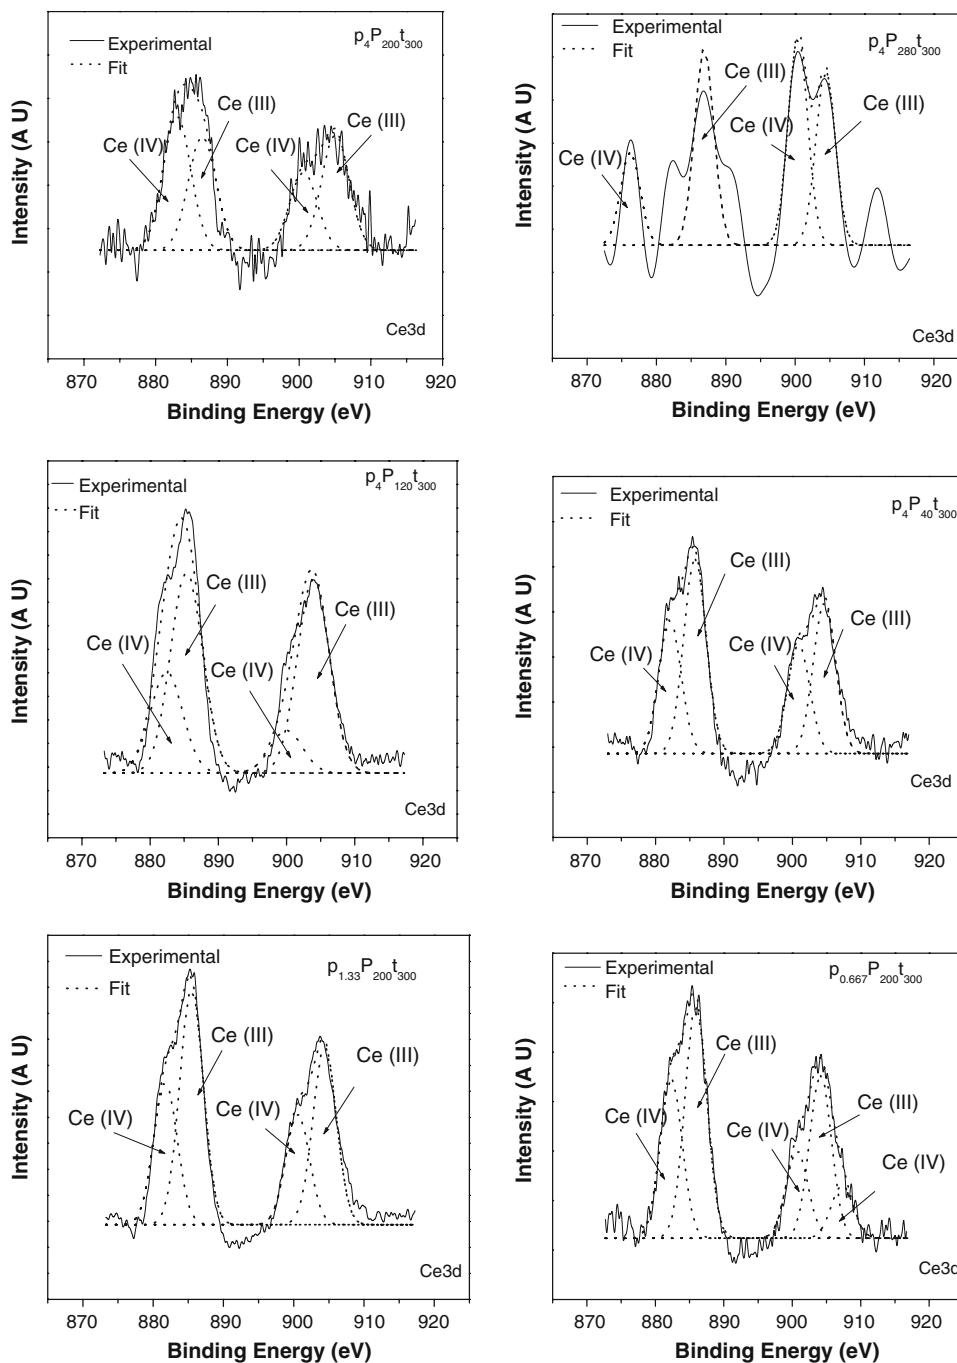 Experimental
Fit
p4P200t300
Ce (III)
Ce (III)
Ce (IV)
Ce (IV)
Intensity (A U)
Ce3d
870 880 890 900 910 920
Binding Energy (eV)
Experimental
Fit
p4P280t300
Ce (III)
Ce (IV)
Ce (III)
Ce (IV)
Intensity (A U)
Ce3d
870 880 890 900 910 920
Binding Energy (eV)
Experimental
Fit
p4P120t300
Ce (III)
Ce (III)
Ce (IV)
Ce (IV)
Intensity (A U)
Ce3d
870 880 890 900 910 920
Binding Energy (eV)
Experimental
Fit
p4P40t300
Ce (III)
Ce (IV)
Ce (IV)
Ce (III)
Intensity (A U)
Ce3d
870 880 890 900 910 920
Binding Energy (eV)
Experimental
Fit
p1.33P200t300
Ce (III)
Ce (III)
Ce (IV)
Ce (IV)
Intensity (A U)
Ce3d
870 880 890 900 910 920
Binding Energy (eV)
Experimental
Fit
p0.667P200t300
Ce (III)
Ce (IV)
Ce (IV)
Ce (III)
Ce (IV)
Intensity (A U)
Ce3d
870 880 890 900 910 920
Binding Energy (eV)